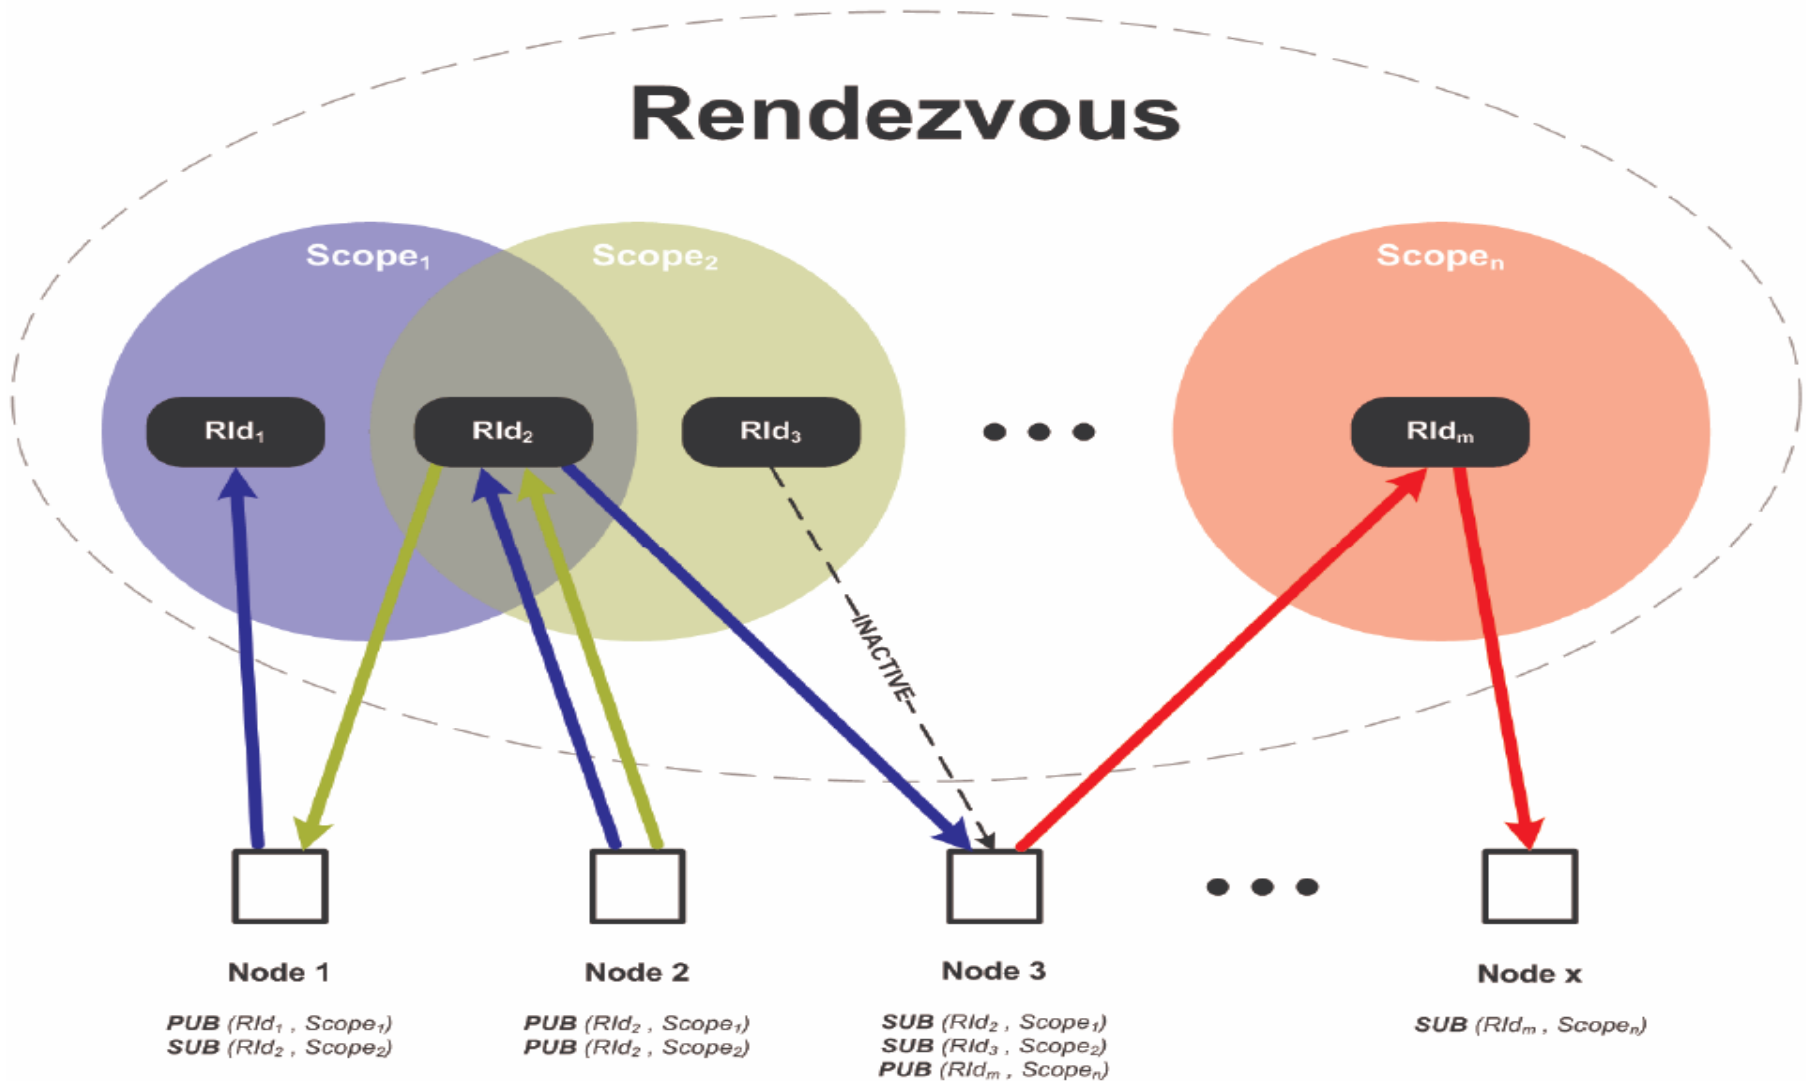 Rendezvous
Scope₁
Scope₂
Scopeₙ
RId₁
RId₂
RId₃
RIdₘ
INACTIVE
Node 1
Node 2
Node 3
Node x
PUB (RId₁ , Scope₁)
SUB (RId₂ , Scope₂)
PUB (RId₂ , Scope₁)
PUB (RId₂ , Scope₂)
SUB (RId₂ , Scope₁)
SUB (RId₃ , Scope₂)
PUB (RIdₘ , Scopeₙ)
SUB (RIdₘ , Scopeₙ)